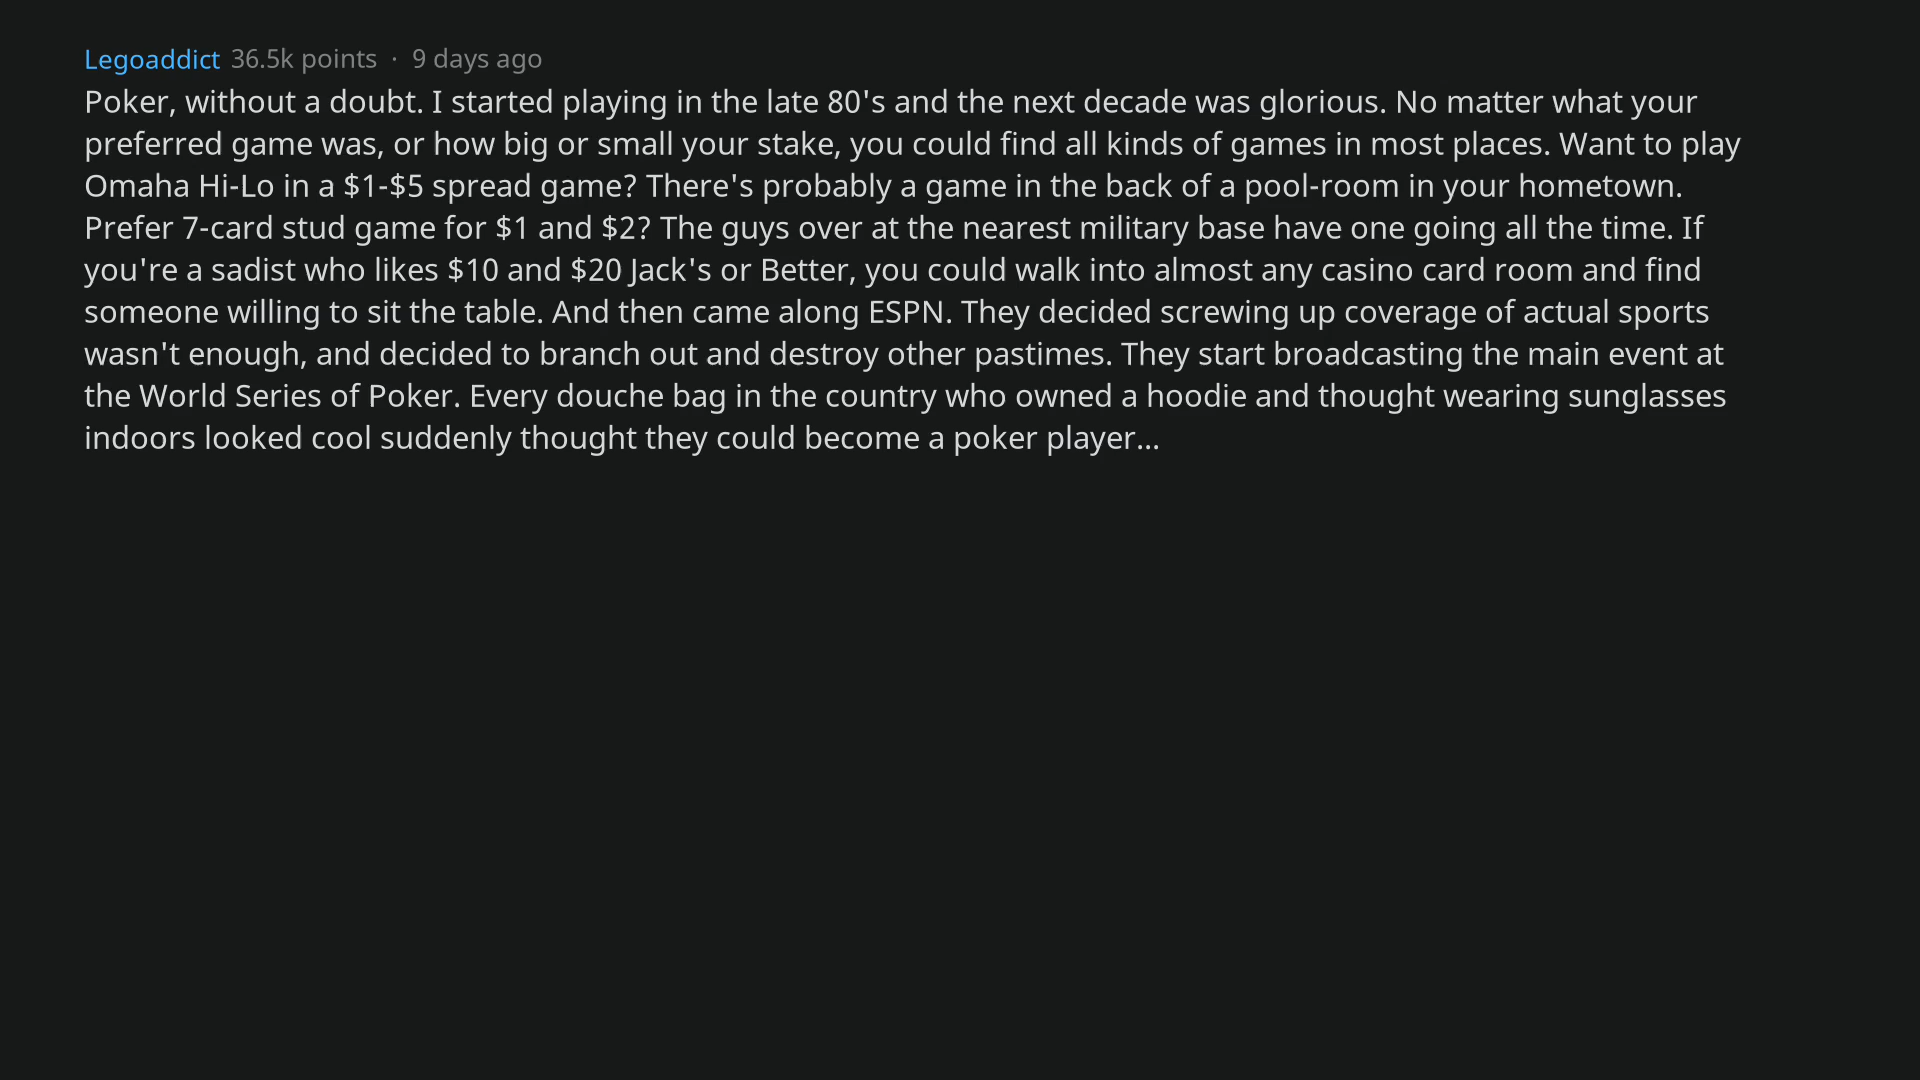 Legoaddict 36.5k points · 9 days ago
Poker, without a doubt. I started playing in the late 80's and the next decade was glorious. No matter what your
preferred game was, or how big or small your stake, you could find all kinds of games in most places. Want to play
Omaha Hi-Lo in a $1-$5 spread game? There's probably a game in the back of a pool-room in your hometown.
Prefer 7-card stud game for $1 and $2? The guys over at the nearest military base have one going all the time. If
you're a sadist who likes $10 and $20 Jack's or Better, you could walk into almost any casino card room and find
someone willing to sit the table. And then came along ESPN. They decided screwing up coverage of actual sports
wasn't enough, and decided to branch out and destroy other pastimes. They start broadcasting the main event at
the World Series of Poker. Every douche bag in the country who owned a hoodie and thought wearing sunglasses
indoors looked cool suddenly thought they could become a poker player...